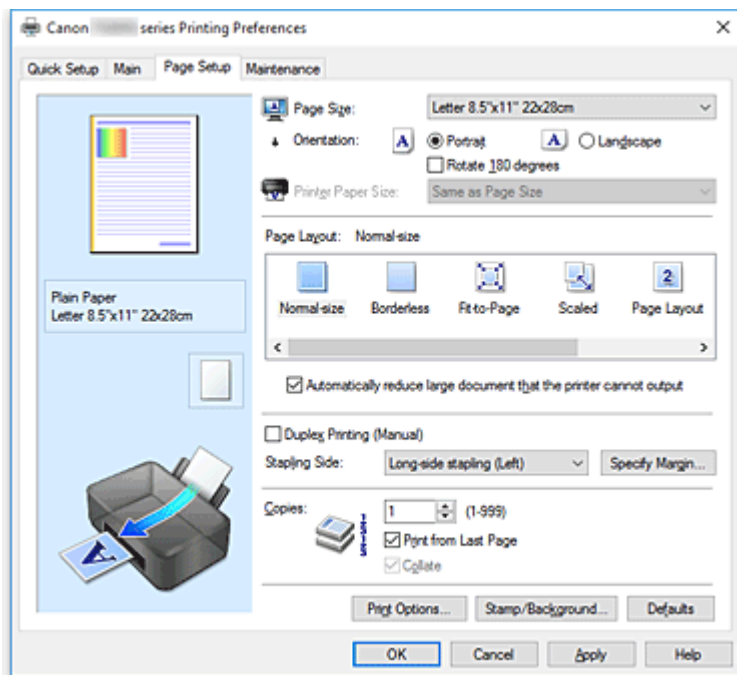 Canon series Printing Preferences
Quick Setup Main Page Setup Maintenance
Page Size: Letter 8.5"x11" 22x28cm
Orientation: A Portrait A Landscape
Rotate 180 degrees
Printer Paper Size: Same as Page Size
Page Layout: Normal-size
2
Normal-size Borderless Fit-to-Page Scaled Page Layout
Plain Paper
Letter 8.5"x11" 22x28cm
Automatically reduce large document that the printer cannot output
Duplex Printing (Manual)
Stapling Side: Long-side stapling (Left) Specify Margin...
Copies: 1 (1-999)
Print from Last Page
Collate
A
Print Options... Stamp/Background... Defaults
OK Cancel Apply Help